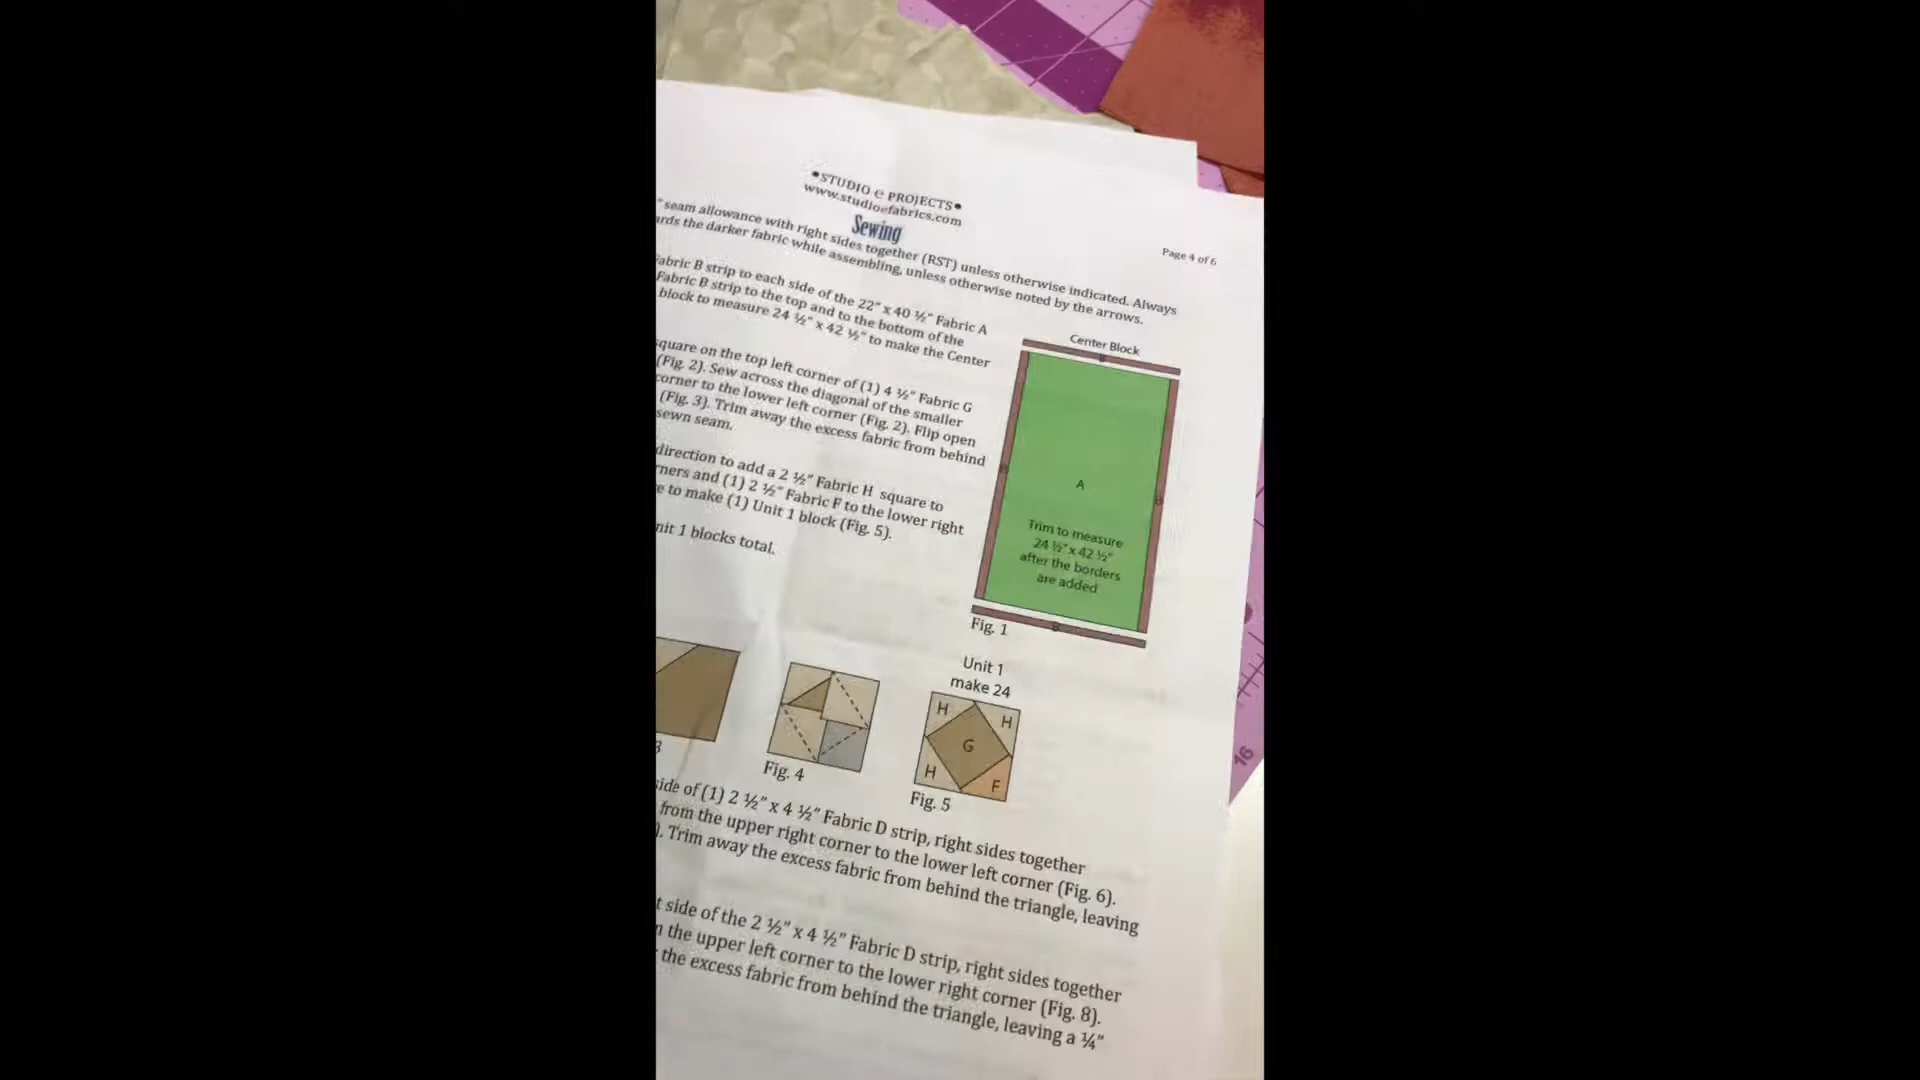 •STUDIO e PROJECTS•
www.studioefabrics.com
Sewing
Page 4 of 6
" seam allowance with right sides together (RST) unless otherwise indicated. Always
the darker fabric while assembling, unless otherwise noted by the arrows.
Fabric B strip to each side of the 22" x 40 ½" Fabric A
Fabric B strip to the top and to the bottom of the
block to measure 24 ½" x 42 ½" to make the Center
square on the top left corner of (1) 4 ½" Fabric G
(Fig. 2). Sew across the diagonal of the smaller
corner to the lower left corner (Fig. 2). Flip open
(Fig. 3). Trim away the excess fabric from behind
sewn seam.
direction to add a 2 ½" Fabric H square to
and (1) 2 ½" Fabric F to the lower right
to make (1) Unit 1 block (Fig. 5).
1 blocks total.
Center Block
B
B
A
B
Trim to measure
24 ½" x 42 ½"
after the borders
are added
B
Fig. 1
Unit 1
make 24
H
H
G
H
F
3
Fig. 4
Fig. 5
side of (1) 2 ½" x 4 ½" Fabric D strip, right sides together
from the upper right corner to the lower left corner (Fig. 6).
). Trim away the excess fabric from behind the triangle, leaving
t side of the 2 ½" x 4 ½" Fabric D strip, right sides together
the upper left corner to the lower right corner (Fig. 8).
the excess fabric from behind the triangle, leaving a ¼"
16